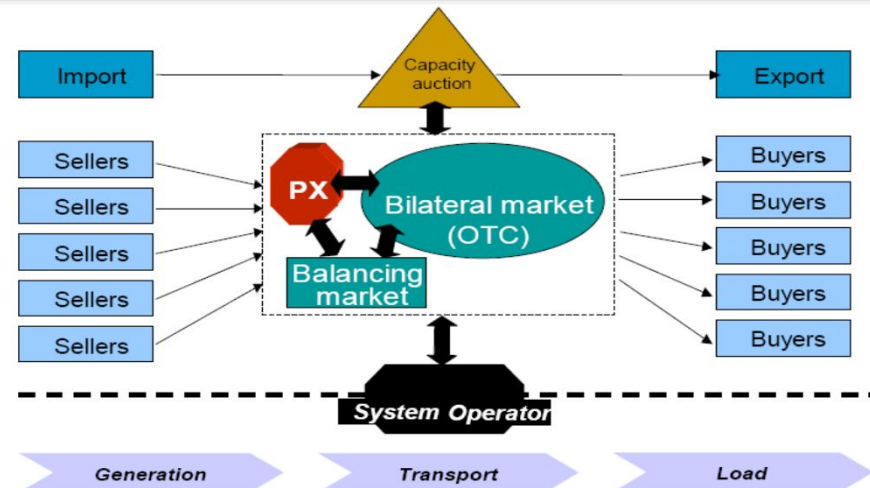 Import
Capacity
auction
Export
Sellers
Sellers
Sellers
Sellers
Sellers
PX
Bilateral market
(OTC)
Balancing
market
Buyers
Buyers
Buyers
Buyers
Buyers
System Operator
Generation
Transport
Load